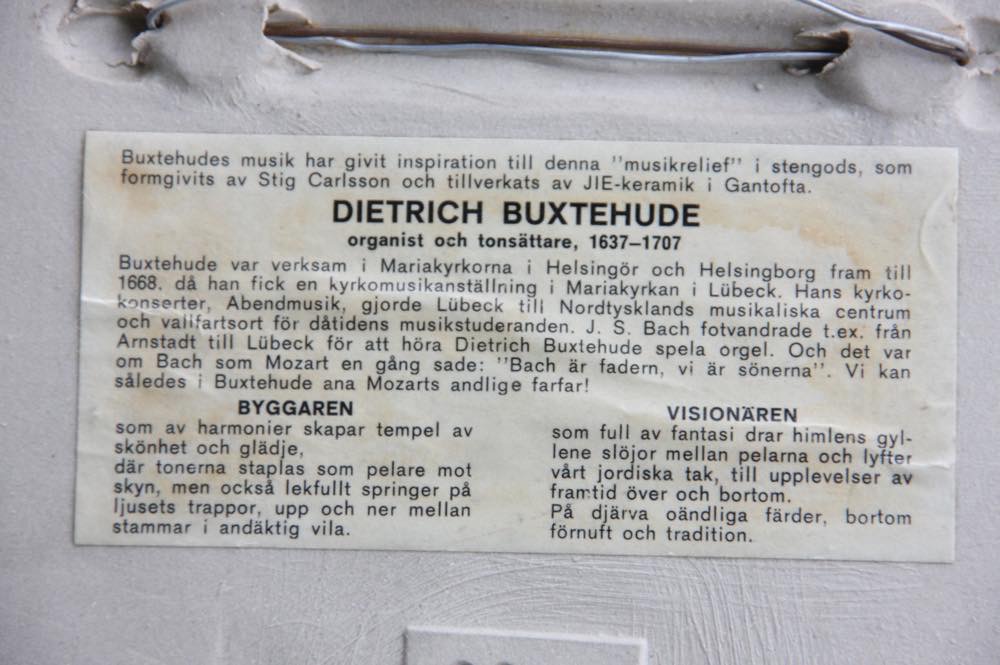 Buxtehudes musik har givit inspiration till denna "musikrelief" i stengods, som
formgivits av Stig Carlsson och tillverkats av JIE-keramik i Gantofta.
DIETRICH BUXTEHUDE
organist och tonsättare, 1637–1707
Buxtehude var verksam i Mariakyrkorna i Helsingör och Helsingborg fram till
1668. då han fick en kyrkomusikanställning i Mariakyrkan i Lübeck. Hans kyrko-
konserter, Abendmusik, gjorde Lübeck till Nordtysklands musikaliska centrum
och vallfartsort för dåtidens musikstuderanden. J. S. Bach fotvandrade t.ex. från
Arnstadt till Lübeck för att höra Dietrich Buxtehude spela orgel. Och det var
om Bach som Mozart en gång sade: "Bach är fadern, vi är sönerna". Vi kan
således i Buxtehude ana Mozarts andlige farfar!
BYGGAREN
som av harmonier skapar tempel av
skönhet och glädje,
där tonerna staplas som pelare mot
skyn, men också lekfullt springer på
ljusets trappor, upp och ner mellan
stammar i andäktig vila.
VISIONÄREN
som full av fantasi drar himlens gyl-
lene slöjor mellan pelarna och lyfter
vårt jordiska tak, till upplevelser av
framtid över och bortom.
På djärva oändliga färder, bortom
förnuft och tradition.